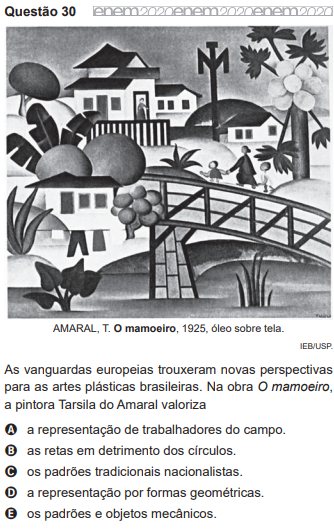 Questão 30 enem2020enem2020enem2020
AMARAL, T. O mamoeiro, 1925, óleo sobre tela.
IEB/USP.
As vanguardas europeias trouxeram novas perspectivas
para as artes plásticas brasileiras. Na obra O mamoeiro,
a pintora Tarsila do Amaral valoriza
A a representação de trabalhadores do campo.
B as retas em detrimento dos círculos.
C os padrões tradicionais nacionalistas.
D a representação por formas geométricas.
E os padrões e objetos mecânicos.